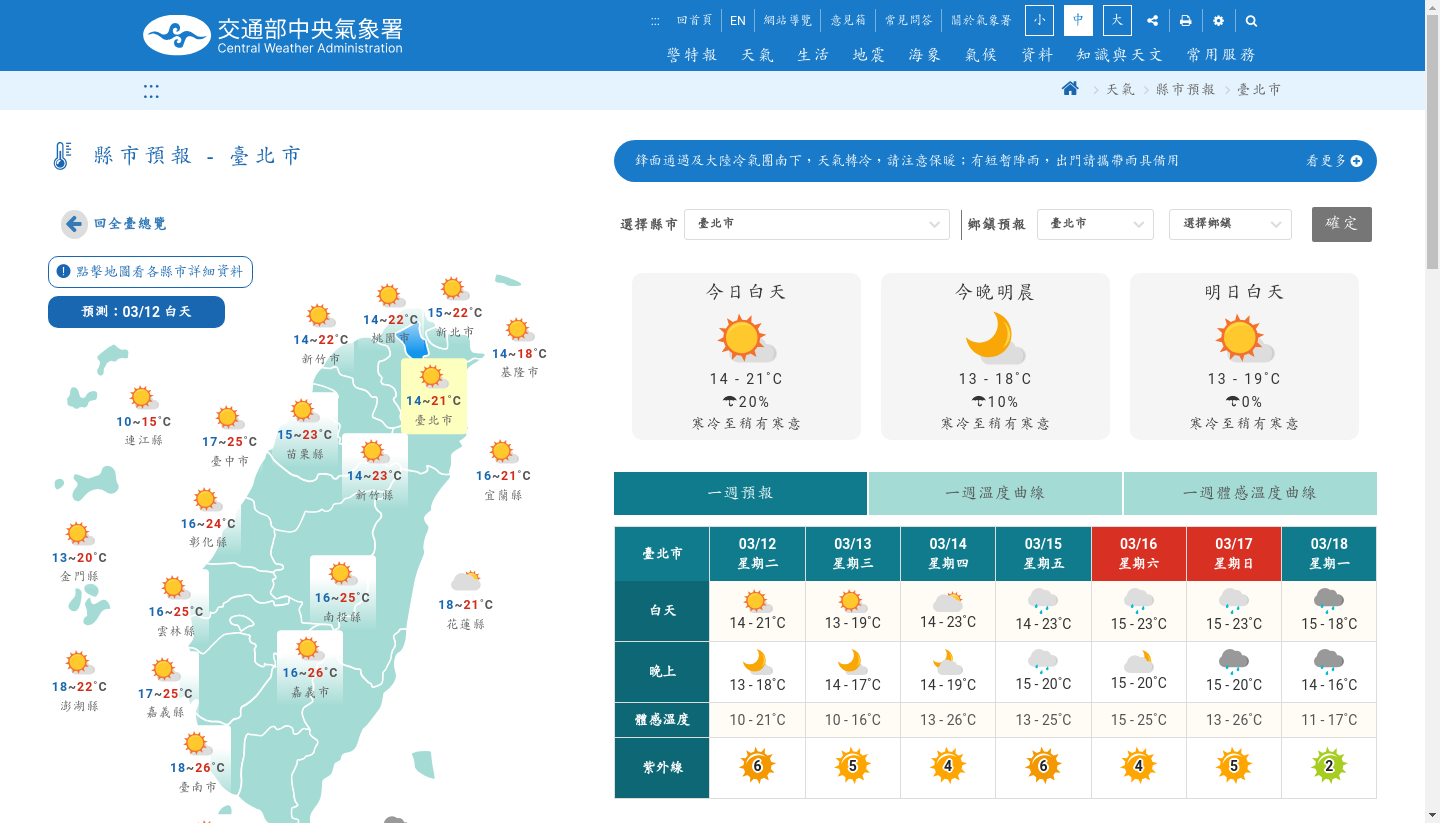 交通部中央氣象署
Central Weather Administration
:::
回首頁
EN
網站導覽
意見箱
常見問答
關於氣象署
小
中
大
警特報
天氣
生活
地震
海象
氣候
資料
知識與天文
常用服務
:::
天氣
縣市預報
臺北市
縣市預報 - 臺北市
鋒面通過及大陸冷氣團南下，天氣轉冷，請注意保暖；有短暫陣雨，出門請攜帶雨具備用
看更多
回全臺總覽
選擇縣市
臺北市
鄉鎮預報
臺北市
選擇鄉鎮
確定
點擊地圖看各縣市詳細資料
預測：03/12 白天
14~22°C
桃園市
15~22°C
新北市
14~22°C
新竹市
14~18°C
基隆市
14~21°C
臺北市
10~15°C
連江縣
17~25°C
臺中市
15~23°C
苗栗縣
14~23°C
新竹縣
16~21°C
宜蘭縣
16~24°C
彰化縣
13~20°C
金門縣
16~25°C
雲林縣
16~25°C
南投縣
18~21°C
花蓮縣
18~22°C
澎湖縣
17~25°C
嘉義縣
16~26°C
嘉義市
18~26°C
臺南市
今日白天
14 - 21°C
20%
寒冷至稍有寒意
今晚明晨
13 - 18°C
10%
寒冷至稍有寒意
明日白天
13 - 19°C
0%
寒冷至稍有寒意
一週預報
一週溫度曲線
一週體感溫度曲線
臺北市
03/12
星期二
03/13
星期三
03/14
星期四
03/15
星期五
03/16
星期六
03/17
星期日
03/18
星期一
白天
14 - 21°C
13 - 19°C
14 - 23°C
14 - 23°C
15 - 23°C
15 - 23°C
15 - 18°C
晚上
13 - 18°C
14 - 17°C
14 - 19°C
15 - 20°C
15 - 20°C
15 - 20°C
14 - 16°C
體感溫度
10 - 21°C
10 - 16°C
13 - 26°C
13 - 25°C
15 - 25°C
13 - 26°C
11 - 17°C
紫外線
6
5
4
6
4
5
2